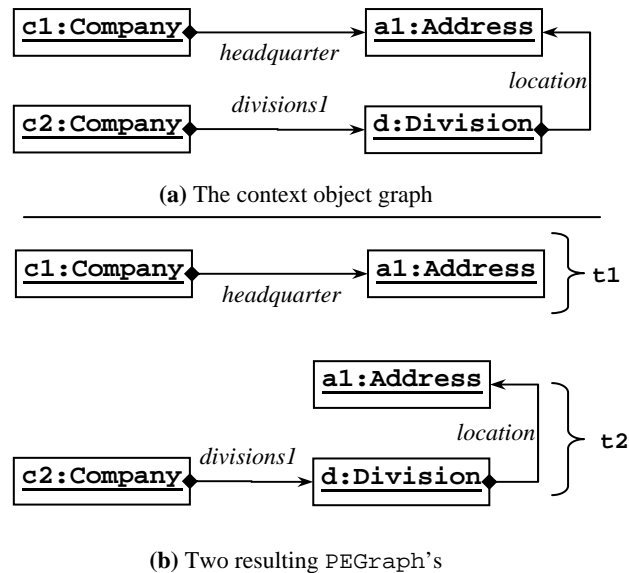 c1:Company
a1:Address
headquarter
location
divisions1
c2:Company
d:Division
(a) The context object graph
c1:Company
a1:Address
t1
headquarter
a1:Address
location
t2
divisions1
c2:Company
d:Division
(b) Two resulting PEGraph's